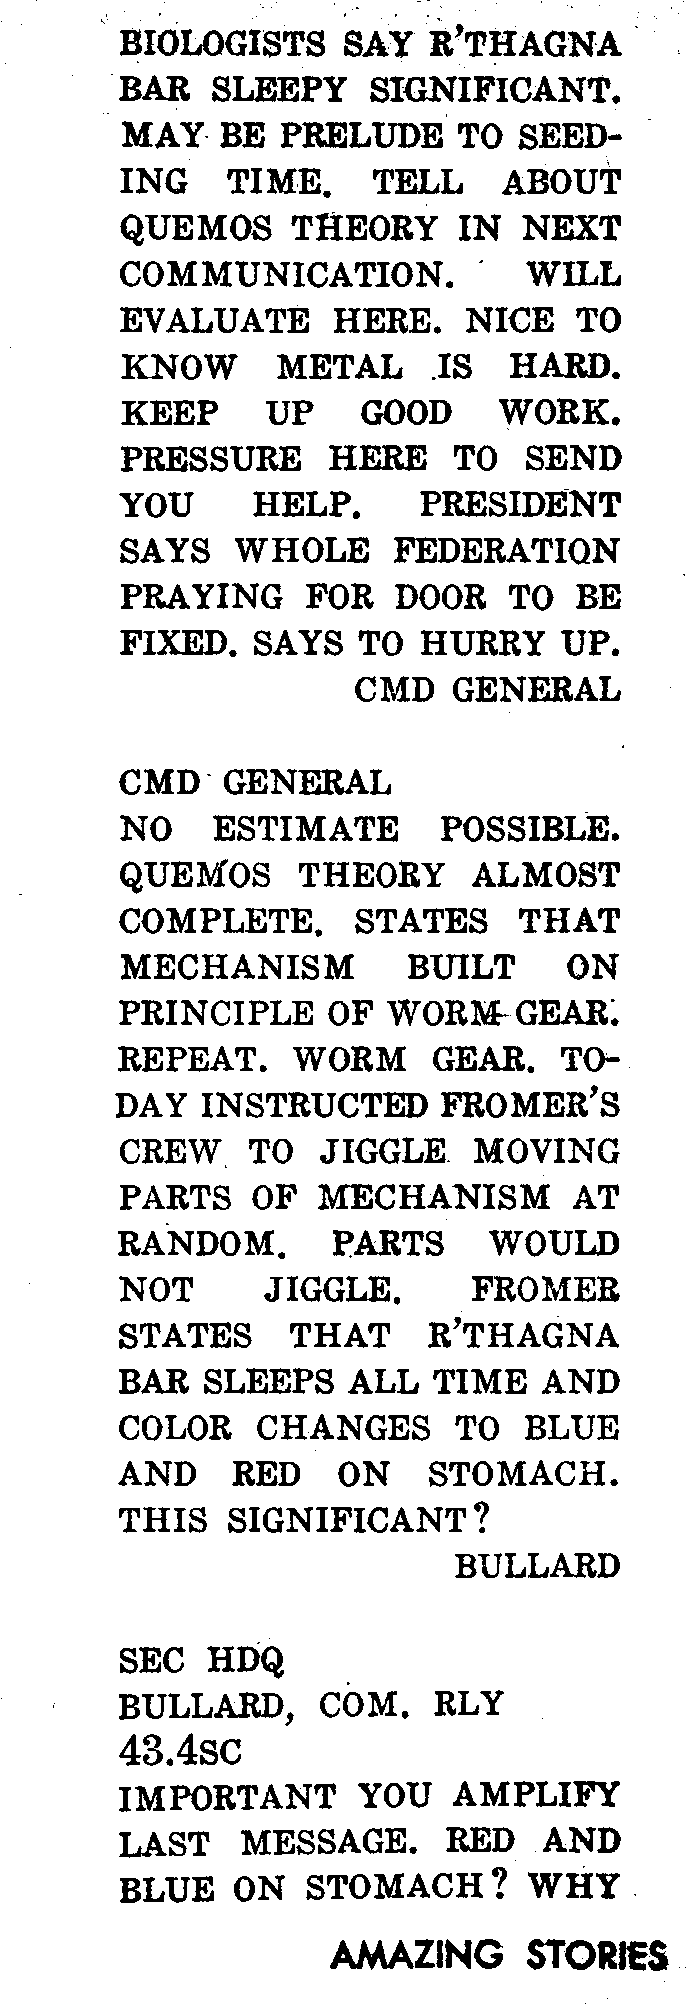 BIOLOGISTS SAY R'THAGNA
BAR SLEEPY SIGNIFICANT.
MAY BE PRELUDE TO SEED-
ING TIME. TELL ABOUT
QUEMOS THEORY IN NEXT
COMMUNICATION. WILL
EVALUATE HERE. NICE TO
KNOW METAL IS HARD.
KEEP UP GOOD WORK.
PRESSURE HERE TO SEND
YOU HELP. PRESIDENT
SAYS WHOLE FEDERATION
PRAYING FOR DOOR TO BE
FIXED. SAYS TO HURRY UP.
CMD GENERAL

CMD GENERAL
NO ESTIMATE POSSIBLE.
QUEMOS THEORY ALMOST
COMPLETE. STATES THAT
MECHANISM BUILT ON
PRINCIPLE OF WORM GEAR.
REPEAT. WORM GEAR. TO-
DAY INSTRUCTED FROMER'S
CREW TO JIGGLE MOVING
PARTS OF MECHANISM AT
RANDOM. PARTS WOULD
NOT JIGGLE. FROMER
STATES THAT R'THAGNA
BAR SLEEPS ALL TIME AND
COLOR CHANGES TO BLUE
AND RED ON STOMACH.
THIS SIGNIFICANT?
BULLARD

SEC HDQ
BULLARD, COM. RLY
43.4SC
IMPORTANT YOU AMPLIFY
LAST MESSAGE. RED AND
BLUE ON STOMACH? WHY
AMAZING STORIES